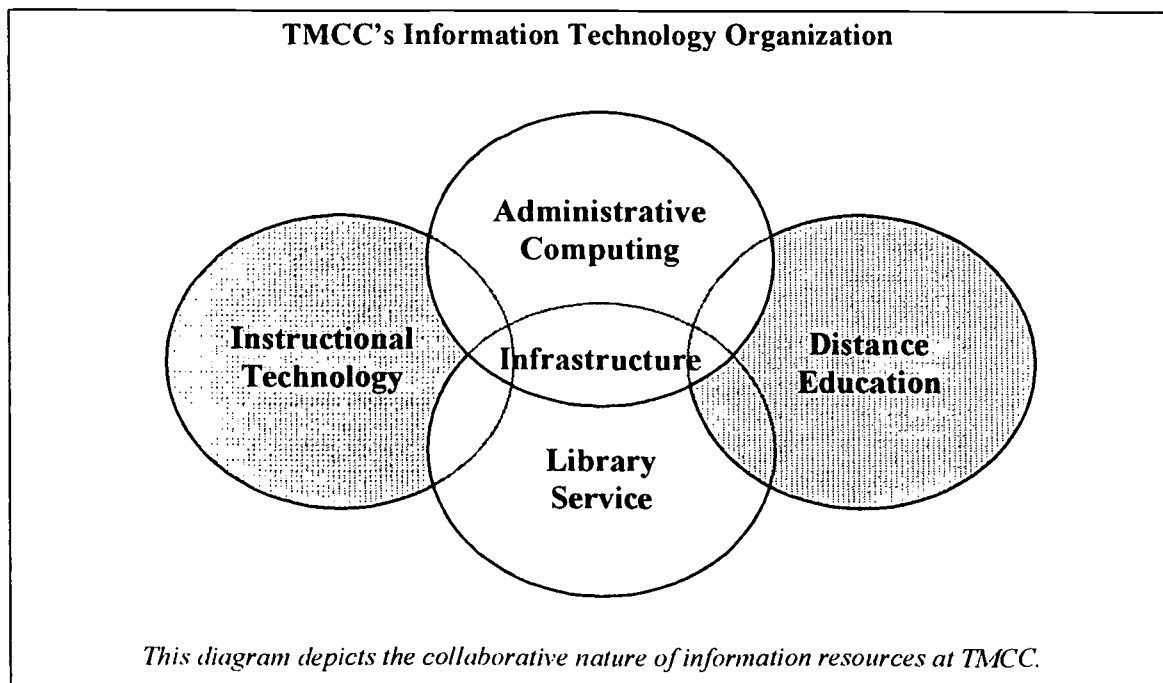 TMCC's Information Technology Organization
Administrative
Computing
Instructional
Technology
Infrastructure
Distance
Education
Library
Service
This diagram depicts the collaborative nature of information resources at TMCC.